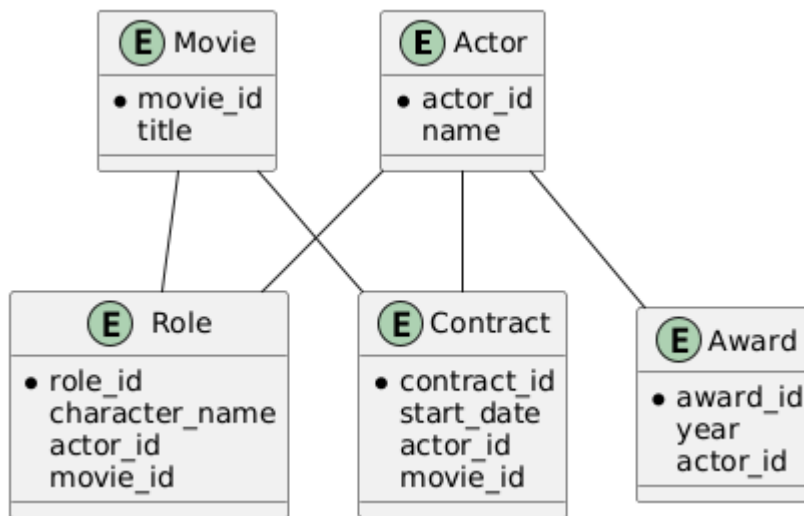 E Movie
movie_id
title
E Actor
actor_id
name
E Role
role_id
character_name
actor_id
movie_id
E Contract
contract_id
start_date
actor_id
movie_id
E Award
award_id
year
actor_id